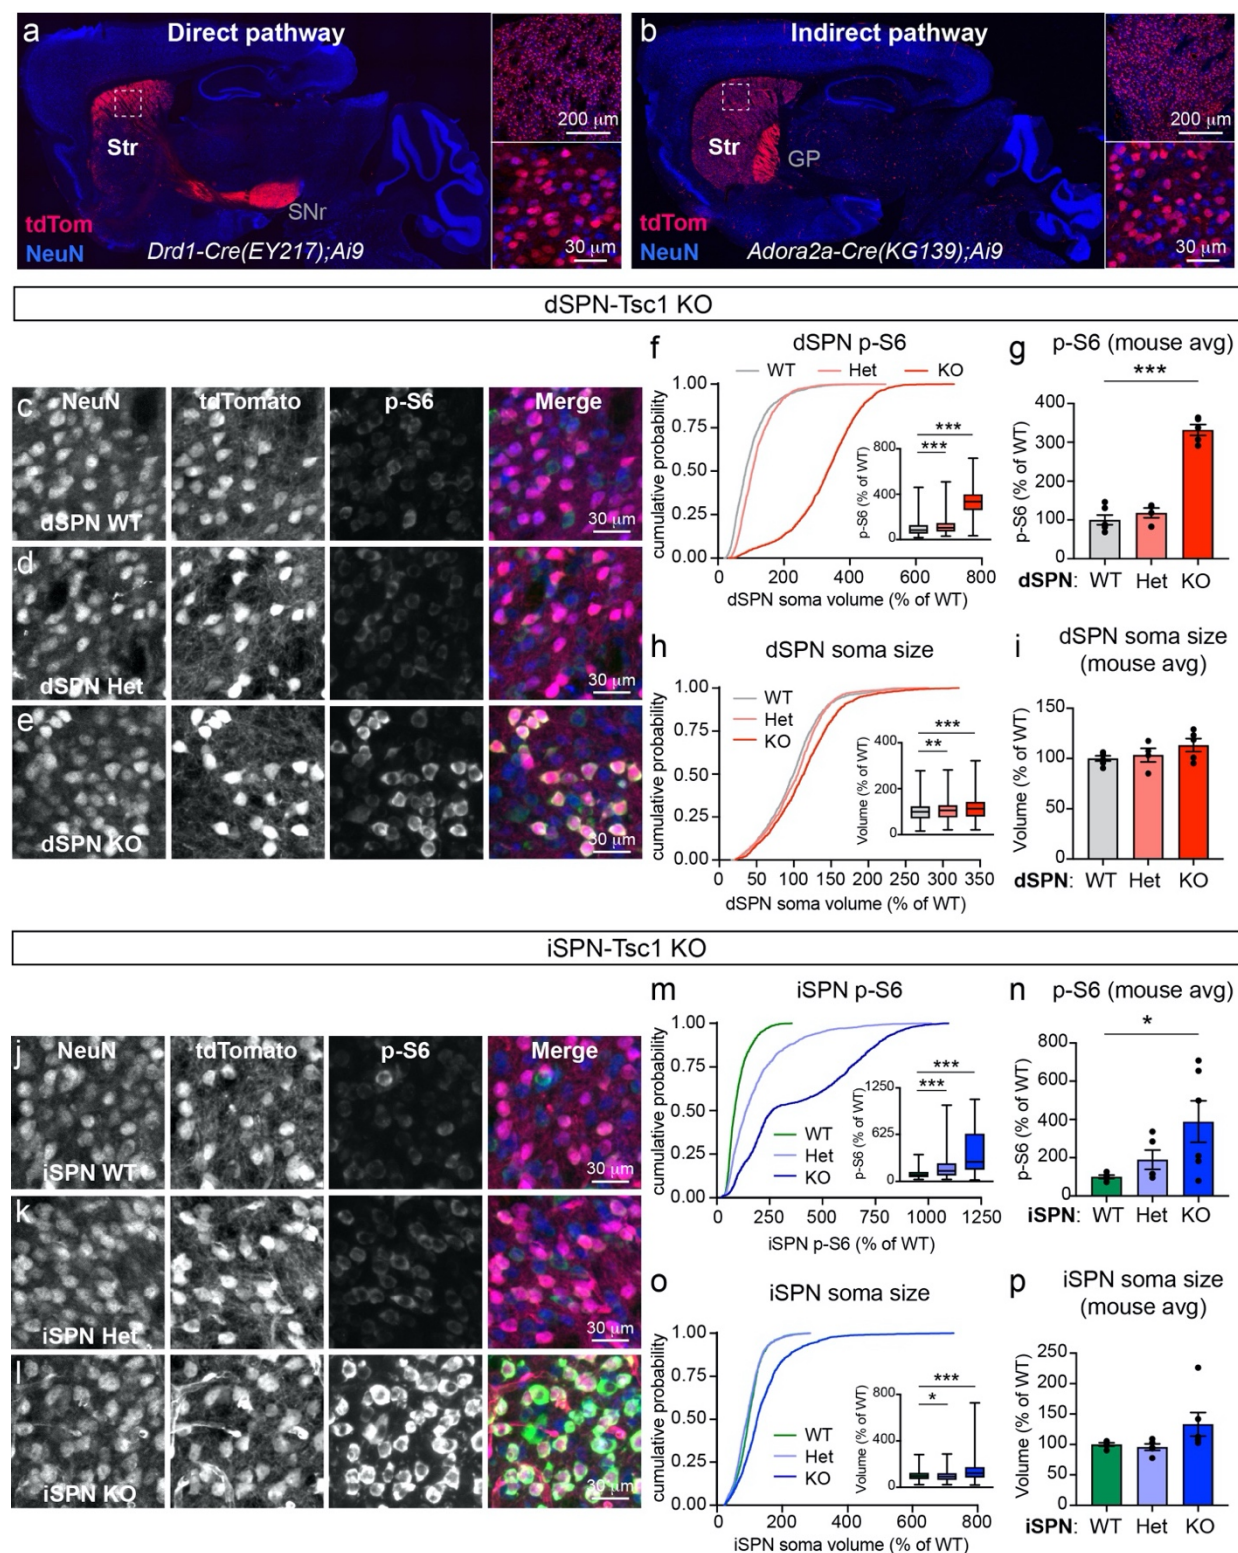 a
Direct pathway
Str
SNr
tdTom
NeuN
Drd1-Cre(EY217);Ai9
200 μm
30 μm
b
Indirect pathway
Str
GP
tdTom
NeuN
Adora2a-Cre(KG139);Ai9
200 μm
30 μm
dSPN-Tsc1 KO
c
NeuN
tdTomato
p-S6
Merge
dSPN WT
30 μm
d
dSPN Het
30 μm
e
dSPN KO
30 μm
f
dSPN p-S6
WT
Het
KO
cumulative probability
1.00
0.75
0.50
0.25
0.00
0
200
400
600
800
dSPN soma volume (% of WT)
p-S6 (% of WT)
800
400
0
***
***
g
p-S6 (mouse avg)
***
p-S6 (% of WT)
400
300
200
100
0
dSPN: WT Het KO
h
dSPN soma size
WT
Het
KO
cumulative probability
1.00
0.75
0.50
0.25
0.00
0
50
100
150
200
250
300
350
dSPN soma volume (% of WT)
Volume (% of WT)
400
200
0
***
**
i
dSPN soma size
(mouse avg)
Volume (% of WT)
150
100
50
0
dSPN: WT Het KO
iSPN-Tsc1 KO
j
NeuN
tdTomato
p-S6
Merge
iSPN WT
30 μm
k
iSPN Het
30 μm
l
iSPN KO
30 μm
m
iSPN p-S6
cumulative probability
1.00
0.75
0.50
0.25
0.00
0
250
500
750
1000
1250
iSPN p-S6 (% of WT)
WT
Het
KO
p-S6 (% of WT)
1250
625
0
***
***
n
p-S6 (mouse avg)
*
p-S6 (% of WT)
800
600
400
200
0
iSPN: WT Het KO
o
iSPN soma size
cumulative probability
1.00
0.75
0.50
0.25
0.00
0
200
400
600
800
iSPN soma volume (% of WT)
WT
Het
KO
Volume (% of WT)
800
400
0
***
*
p
iSPN soma size
(mouse avg)
Volume (% of WT)
250
200
150
100
50
0
iSPN: WT Het KO